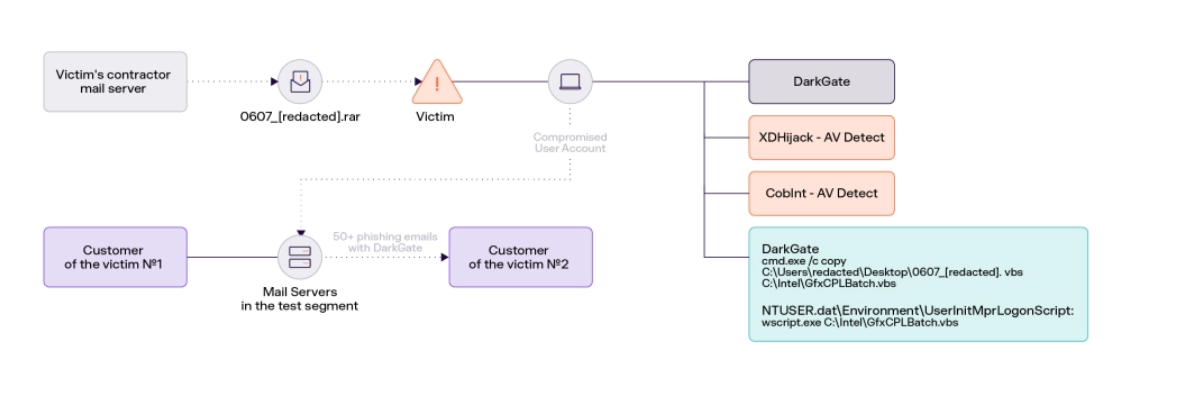 Victim's contractor
mail server
0607_[redacted].rar
!
Victim
Compromised
User Account
DarkGate
XDHijack - AV Detect
CobInt - AV Detect
Customer
of the victim №1
Mail Servers
in the test segment
50+ phishing emails
with DarkGate
Customer
of the victim №2
DarkGate
cmd.exe /c copy
C:\Users\redacted\Desktop\0607_[redacted]. vbs
C:\Intel\GfxCPLBatch.vbs
NTUSER.dat\Environment\UserInitMprLogonScript:
wscript.exe C:\Intel\GfxCPLBatch.vbs